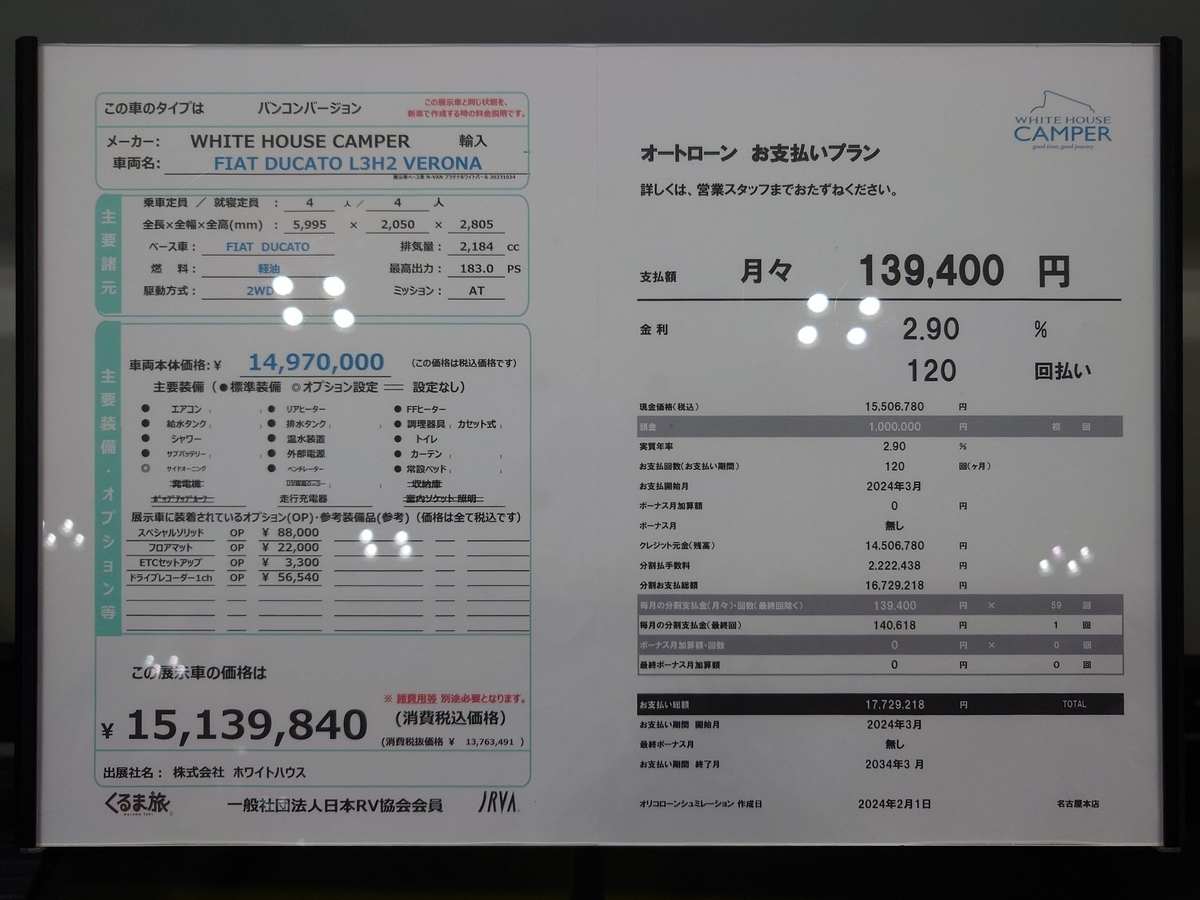 この車のタイプは バンコンバージョン
この展示車と同じ状態を、
新車で作成する時の料金説明です。
メーカー: WHITE HOUSE CAMPER 輸入
車両名: FIAT DUCATO L3H2 VERONA
主要諸元
乗車定員 / 就寝定員 : 4 人 / 4 人
全長×全幅×全高(mm) : 5,995 × 2,050 × 2,805
ベース車: FIAT DUCATO 排気量: 2,184 cc
燃 料: 軽油 最高出力: 183.0 PS
駆動方式: 2WD ミッション: AT
主要装備・オプション等
車両本体価格:¥ 14,970,000 (この価格は税込価格です)
主要装備(●標準装備 ◎オプション設定 == 設定なし)
● エアコン ● リアヒーター ● FFヒーター
● 給水タンク ● 排水タンク ● 調理器具 カセット式
● シャワー ● 温水装置 ● トイレ
● サブバッテリー ● 外部電源 ● カーテン
◎ サイドオーニング ● ベンチレーター ● 常設ベッド
発電機 収納庫
ポップアップルーフ 走行充電器 室内ソケット 照明
展示車に装着されているオプション(OP)・参考装備品(参考) (価格は全て税込です)
スペシャルソリッド OP ¥ 88,000
フロアマット OP ¥ 22,000
ETCセットアップ OP ¥ 3,300
ドライブレコーダー1ch OP ¥ 56,540
この展示車の価格は
※ 諸費用等 別途必要となります。
¥ 15,139,840 (消費税込価格)
(消費税抜価格 ¥ 13,763,491 )
出展社名: 株式会社 ホワイトハウス
くるま旅 一般社団法人日本RV協会会員 JRVA
WHITE HOUSE
CAMPER
good time, good journey
オートローン お支払いプラン
詳しくは、営業スタッフまでおたずねください。
支払額 月々 139,400 円
金利 2.90 %
120 回払い
現金価格(税込) 15,506,780 円
頭金 1,000,000 円 初 回
実質年率 2.90 %
お支払回数(お支払い期間) 120 回(ヶ月)
お支払開始月 2024年3月
ボーナス月加算額 0 円
ボーナス月 無し
クレジット元金(残高) 14,506,780 円
分割払手数料 2,222,438 円
分割お支払総額 16,729,218 円
毎月の分割支払金(月々)・回数(最終回除く) 139,400 円 × 59 回
毎月の分割支払金(最終回) 140,618 円 1 回
ボーナス月加算額・回数 0 円 × 0 回
最終ボーナス月加算額 0 円 0 回
お支払い総額 17,729,218 円 TOTAL
お支払い期間 開始月 2024年3月
最終ボーナス月 無し
お支払い期間 終了月 2034年3 月
オリコローンシュミレーション 作成日 2024年2月1日 名古屋本店